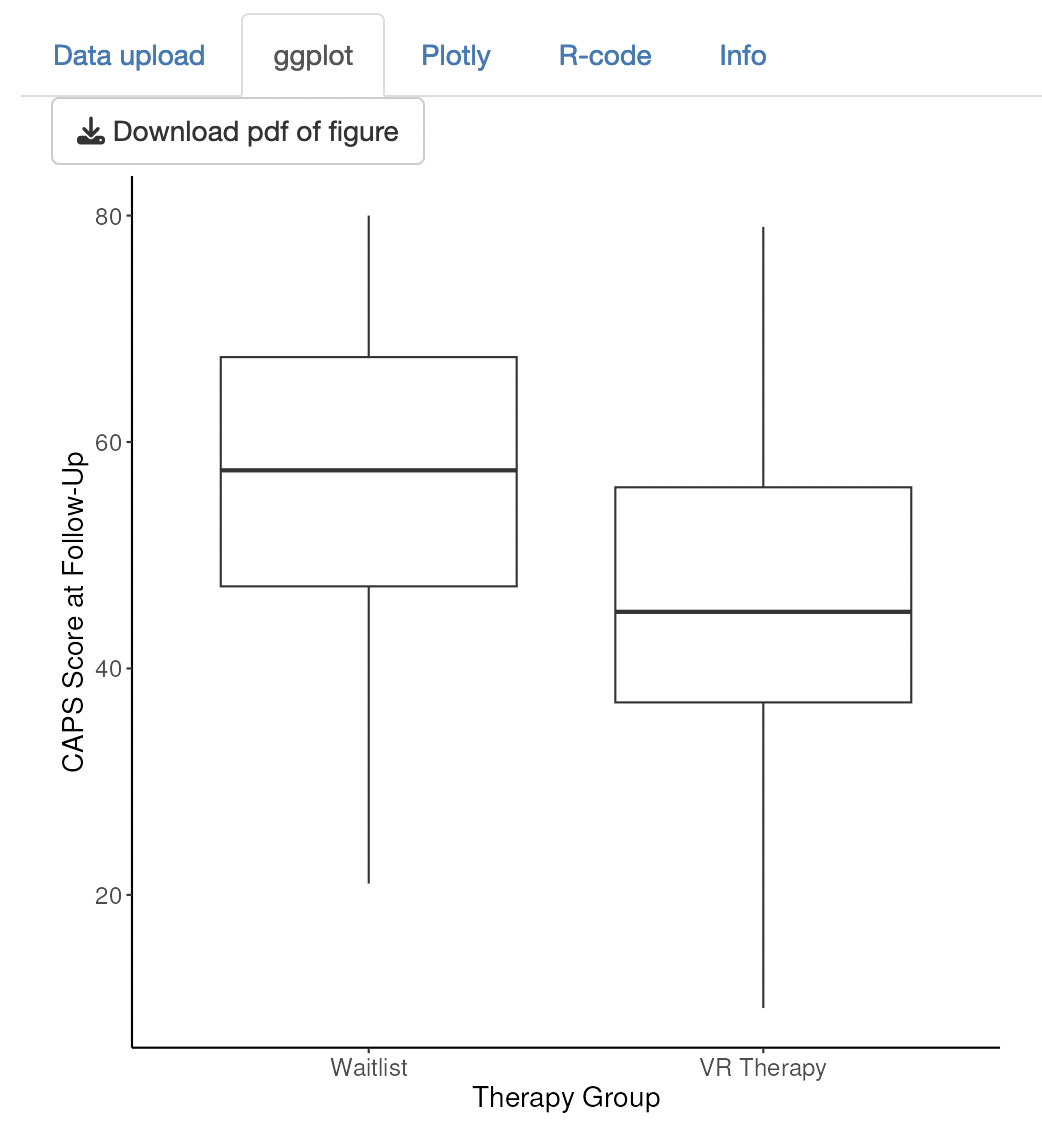 Data upload ggplot Plotly R-code Info
Download pdf of figure
80
60
40
20
CAPS Score at Follow-Up
Waitlist VR Therapy
Therapy Group